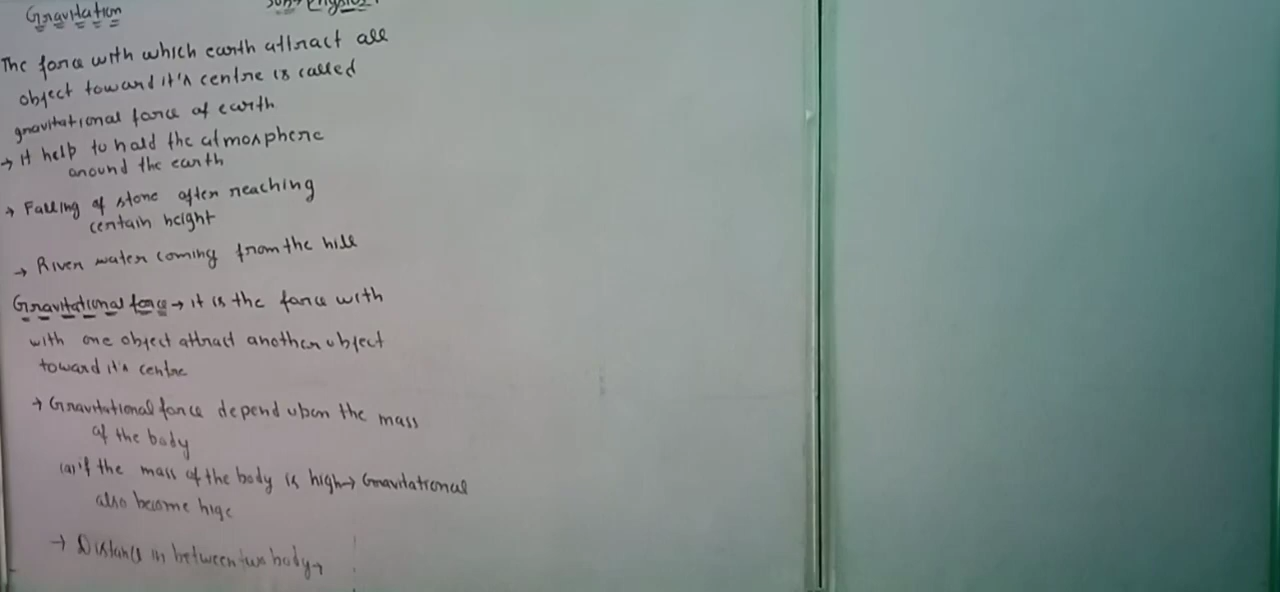 Gravitation
Sub→ Physics.
The force with which earth attract all
object toward it's centre is called
gravitational force of earth
→ It help to hold the atmosphere
around the earth
→ Falling of stone after reaching
certain height
→ River water coming from the hill
Gravitational force → it is the force with
with one object attract another object
toward it's centre
→ Gravitational force depend upon the mass
of the body
(a) if the mass of the body is high → Gravitational
also become hige
→ Distance in between two body →